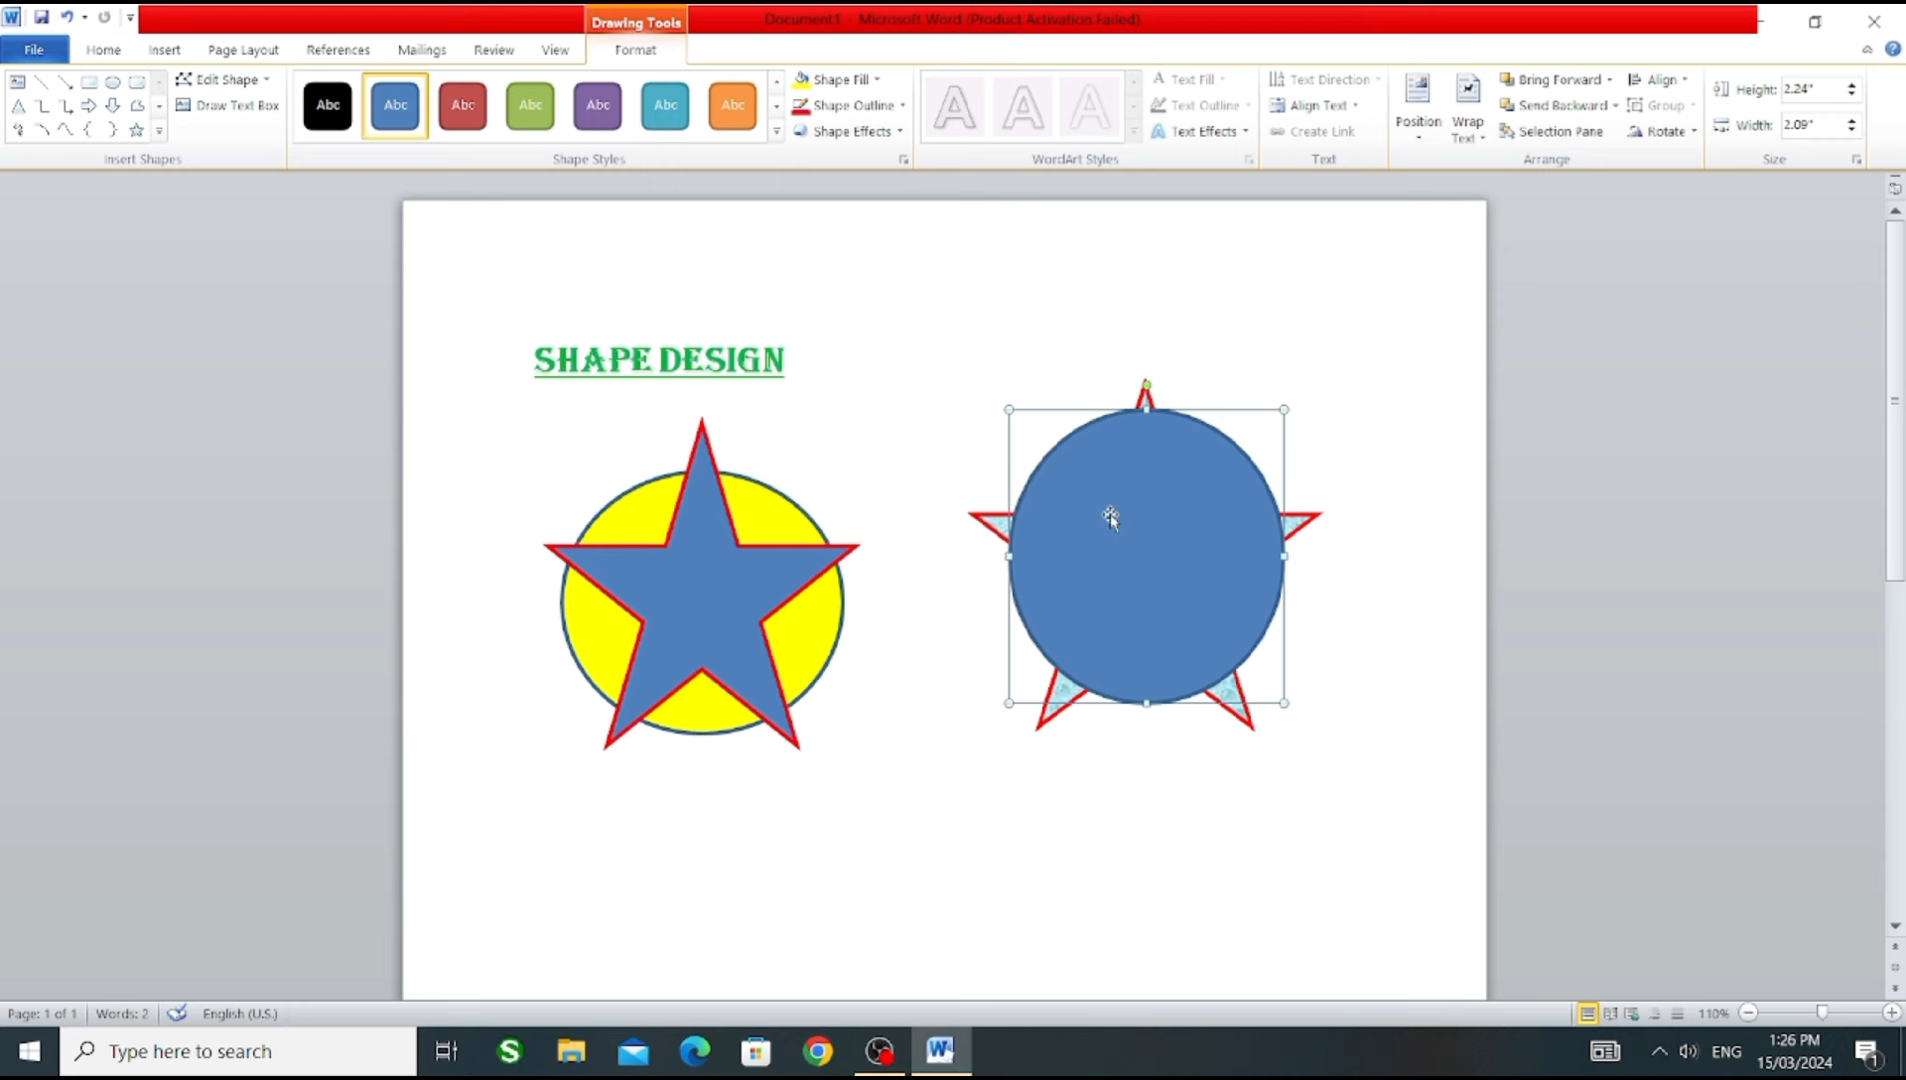 Document1 - Microsoft Word (Product Activation Failed)
Drawing Tools
File Home Insert Page Layout References Mailings Review View Format
Edit Shape
Draw Text Box
Insert Shapes
Abc Abc Abc Abc Abc Abc Abc
Shape Fill
Shape Outline
Shape Effects
Shape Styles
A A A
Text Fill
Text Outline
Text Effects
WordArt Styles
Text Direction
Align Text
Create Link
Text
Position
Wrap Text
Bring Forward
Send Backward
Selection Pane
Align
Group
Rotate
Arrange
Height: 2.24"
Width: 2.09"
Size
SHAPE DESIGN
Page: 1 of 1 Words: 2 English (U.S.)
110%
Type here to search
ENG
1:26 PM
15/03/2024
1